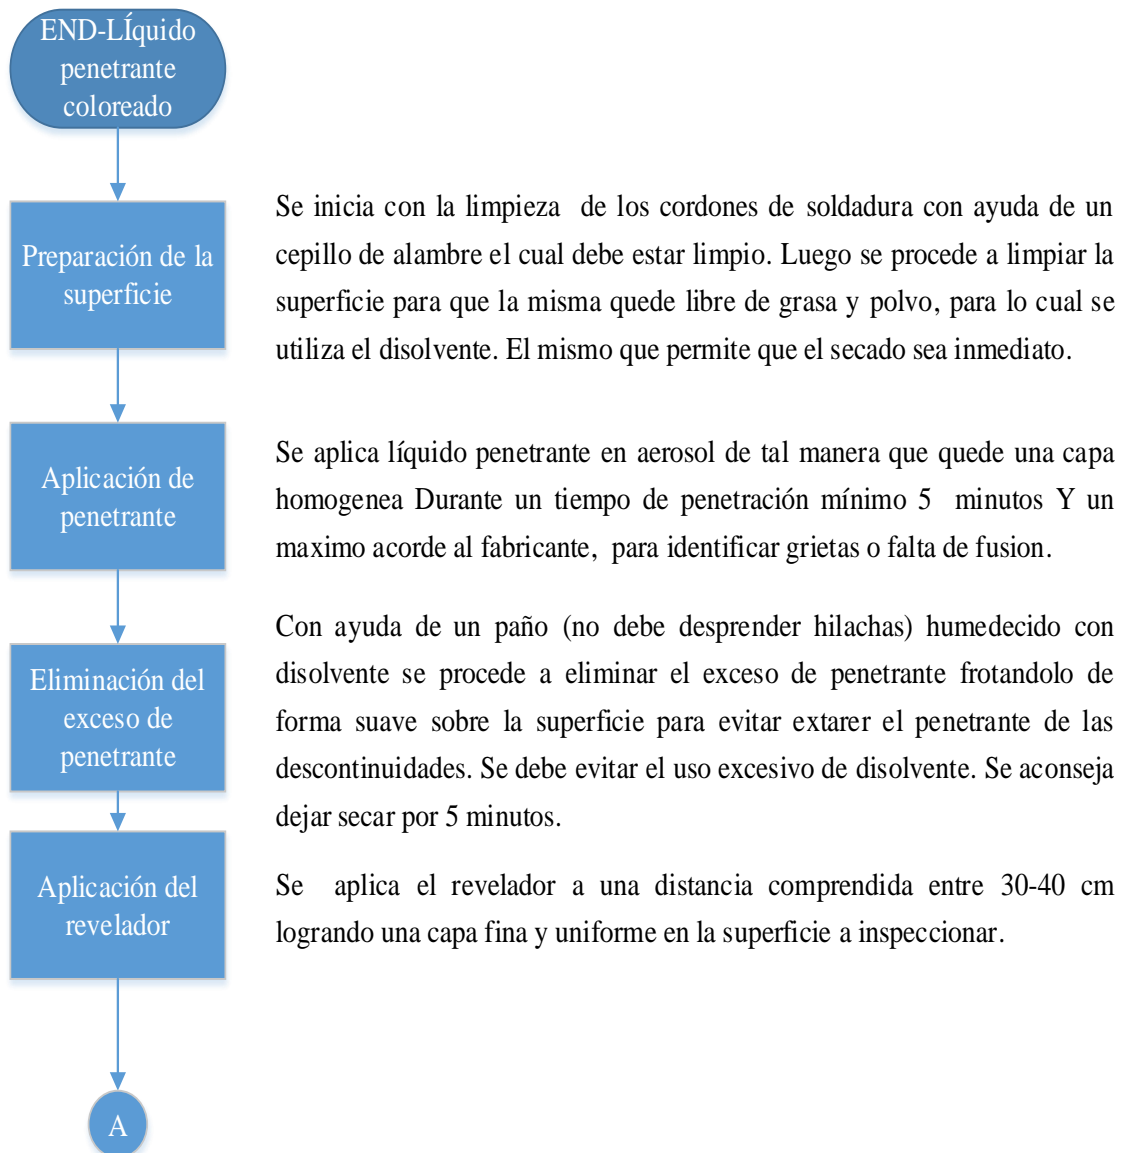 END-LÍquido
penetrante
coloreado
Preparación de la
superficie
Se inicia con la limpieza de los cordones de soldadura con ayuda de un
cepillo de alambre el cual debe estar limpio. Luego se procede a limpiar la
superficie para que la misma quede libre de grasa y polvo, para lo cual se
utiliza el disolvente. El mismo que permite que el secado sea inmediato.
Aplicación de
penetrante
Se aplica líquido penetrante en aerosol de tal manera que quede una capa
homogenea Durante un tiempo de penetración mínimo 5 minutos Y un
maximo acorde al fabricante, para identificar grietas o falta de fusion.
Eliminación del
exceso de
penetrante
Con ayuda de un paño (no debe desprender hilachas) humedecido con
disolvente se procede a eliminar el exceso de penetrante frotandolo de
forma suave sobre la superficie para evitar extarer el penetrante de las
descontinuidades. Se debe evitar el uso excesivo de disolvente. Se aconseja
dejar secar por 5 minutos.
Aplicación del
revelador
Se aplica el revelador a una distancia comprendida entre 30-40 cm
logrando una capa fina y uniforme en la superficie a inspeccionar.
A